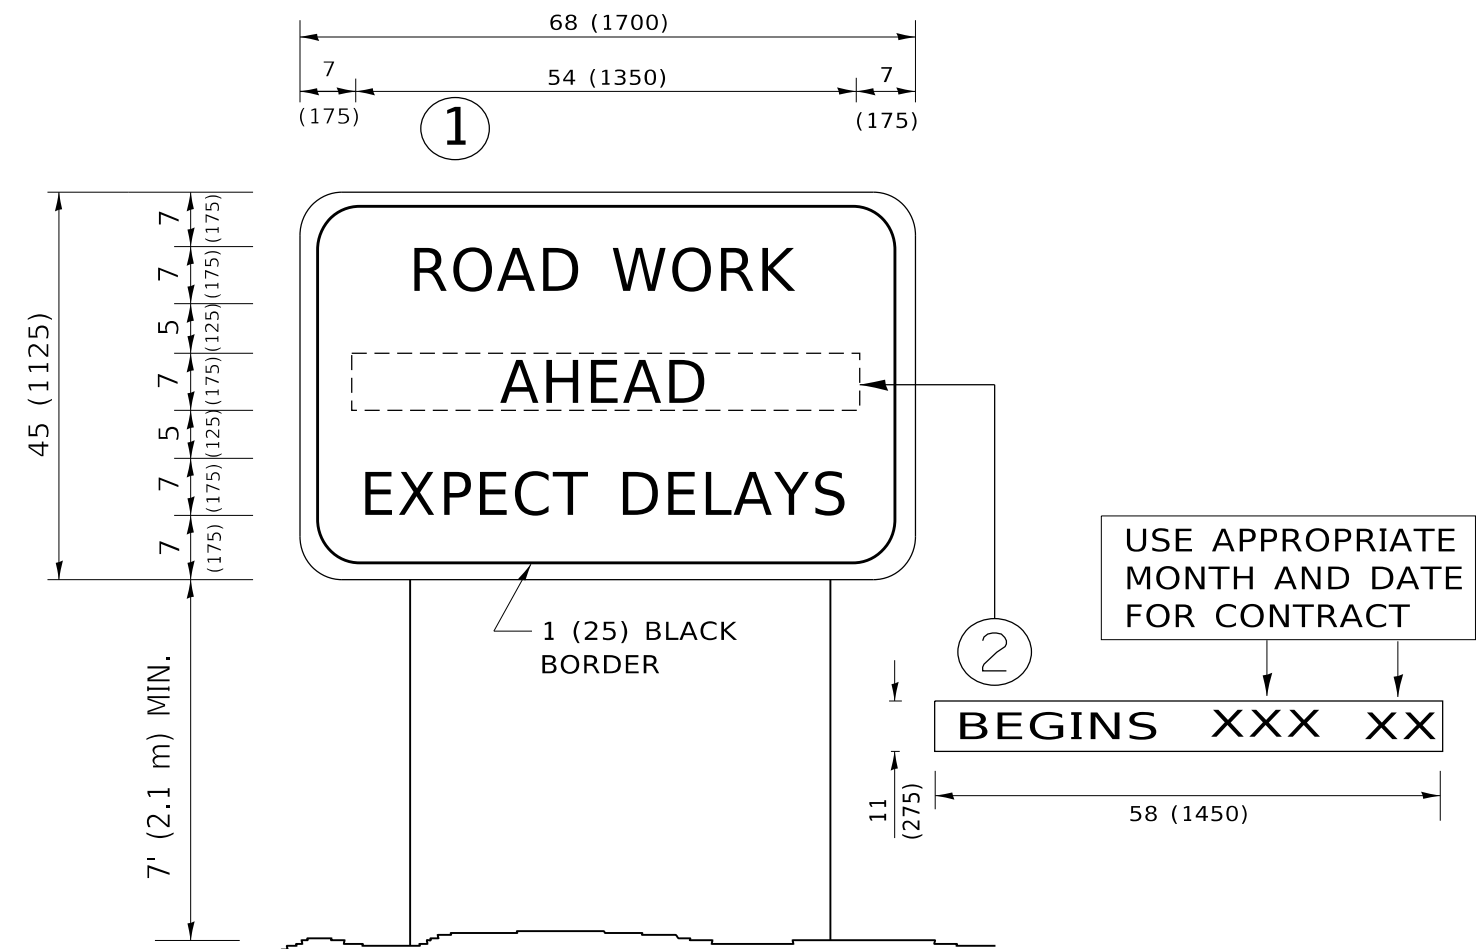 68 (1700)
7
54 (1350)
7
(175)
(175)
1
45 (1125)
7 (175)
7 (175)
5 (125)
7 (175)
5 (125)
7 (175)
7 (175)
ROAD WORK
AHEAD
EXPECT DELAYS
1 (25) BLACK
BORDER
7' (2.1 m) MIN.
USE APPROPRIATE
MONTH AND DATE
FOR CONTRACT
2
BEGINS XXX XX
11
(275)
58 (1450)